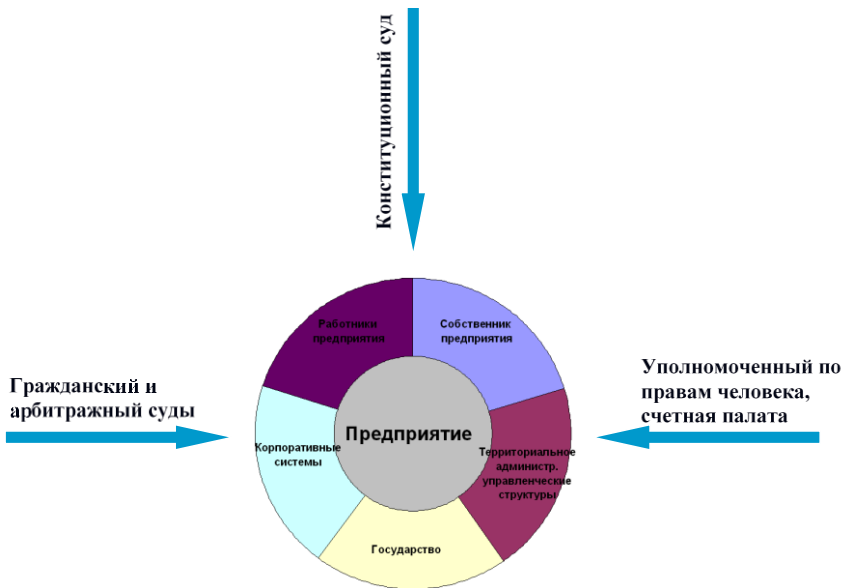 Конституционный суд
Работники
предприятия
Собственник
предприятия
Уполномоченный по
правам человека,
счетная палата
Гражданский и
арбитражный суды
Предприятие
Корпоративные
системы
Территориальное
администр.
управленческие
структуры
Государство